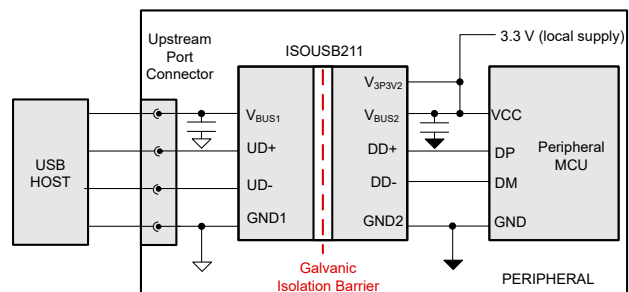 Upstream
Port
Connector
ISOUSB211
3.3 V (local supply)
USB
HOST
VBUS1
UD+
UD-
GND1
V3P3V2
VBUS2
DD+
DD-
GND2
VCC
DP
DM
GND
Peripheral
MCU
Galvanic
Isolation Barrier
PERIPHERAL